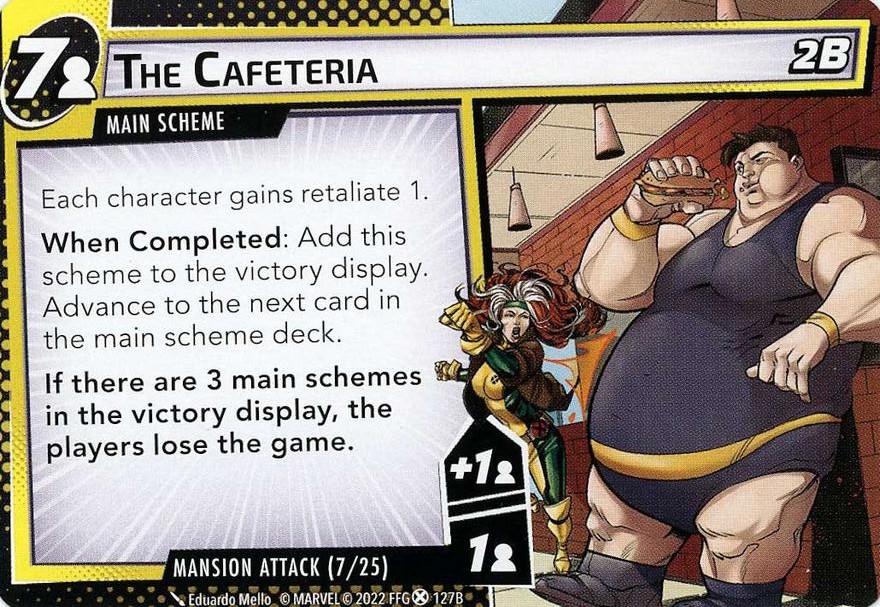 7
THE CAFETERIA
2B
MAIN SCHEME
Each character gains retaliate 1.
When Completed: Add this
scheme to the victory display.
Advance to the next card in
the main scheme deck.
If there are 3 main schemes
in the victory display, the
players lose the game.
+1
1
MANSION ATTACK (7/25)
Eduardo Mello © MARVEL © 2022 FFG 127B